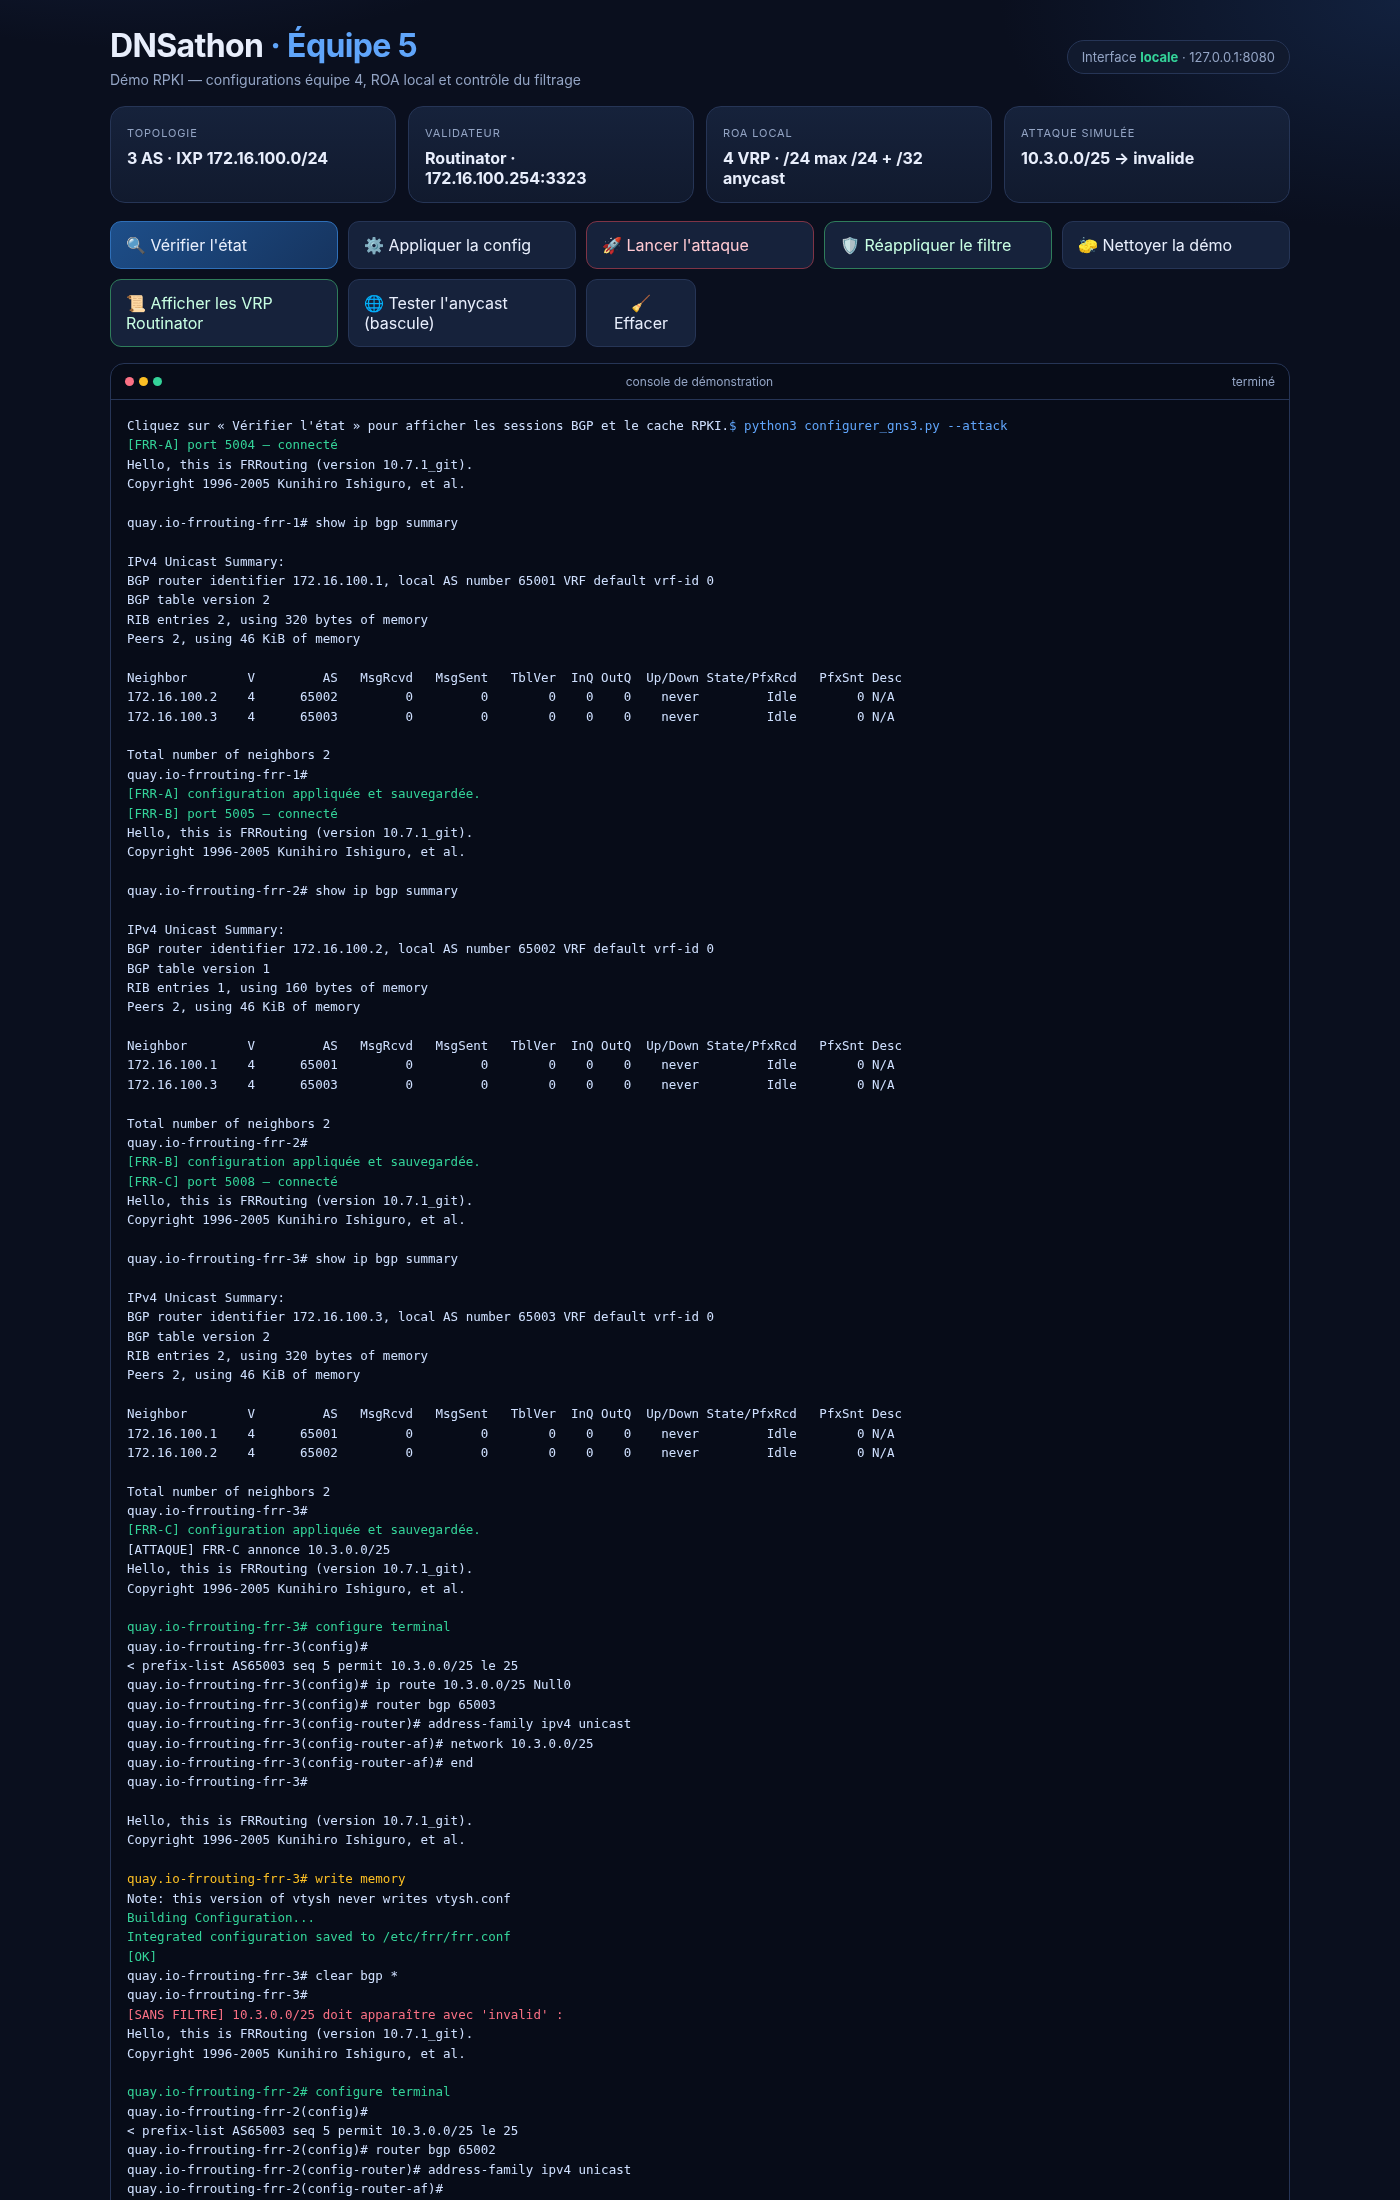 DNSathon · Équipe 5
Démo RPKI — configurations équipe 4, ROA local et contrôle du filtrage
Interface locale · 127.0.0.1:8080
TOPOLOGIE
3 AS · IXP 172.16.100.0/24
VALIDATEUR
Routinator ·
172.16.100.254:3323
ROA LOCAL
4 VRP · /24 max /24 + /32
anycast
ATTAQUE SIMULÉE
10.3.0.0/25 → invalide
🔍 Vérifier l'état
⚙️ Appliquer la config
🚀 Lancer l'attaque
🛡️ Réappliquer le filtre
🧽 Nettoyer la démo
📜 Afficher les VRP
Routinator
🌐 Tester l'anycast
(bascule)
🧹
Effacer
console de démonstration
terminé
Cliquez sur « Vérifier l'état » pour afficher les sessions BGP et le cache RPKI.$ python3 configurer_gns3.py --attack
[FRR-A] port 5004 — connecté
Hello, this is FRRouting (version 10.7.1_git).
Copyright 1996-2005 Kunihiro Ishiguro, et al.
quay.io-frrouting-frr-1# show ip bgp summary
IPv4 Unicast Summary:
BGP router identifier 172.16.100.1, local AS number 65001 VRF default vrf-id 0
BGP table version 2
RIB entries 2, using 320 bytes of memory
Peers 2, using 46 KiB of memory
Neighbor        V         AS   MsgRcvd   MsgSent   TblVer  InQ OutQ  Up/Down State/PfxRcd   PfxSnt Desc
172.16.100.2    4      65002         0         0        0    0    0    never         Idle        0 N/A
172.16.100.3    4      65003         0         0        0    0    0    never         Idle        0 N/A
Total number of neighbors 2
quay.io-frrouting-frr-1#
[FRR-A] configuration appliquée et sauvegardée.
[FRR-B] port 5005 — connecté
Hello, this is FRRouting (version 10.7.1_git).
Copyright 1996-2005 Kunihiro Ishiguro, et al.
quay.io-frrouting-frr-2# show ip bgp summary
IPv4 Unicast Summary:
BGP router identifier 172.16.100.2, local AS number 65002 VRF default vrf-id 0
BGP table version 1
RIB entries 1, using 160 bytes of memory
Peers 2, using 46 KiB of memory
Neighbor        V         AS   MsgRcvd   MsgSent   TblVer  InQ OutQ  Up/Down State/PfxRcd   PfxSnt Desc
172.16.100.1    4      65001         0         0        0    0    0    never         Idle        0 N/A
172.16.100.3    4      65003         0         0        0    0    0    never         Idle        0 N/A
Total number of neighbors 2
quay.io-frrouting-frr-2#
[FRR-B] configuration appliquée et sauvegardée.
[FRR-C] port 5008 — connecté
Hello, this is FRRouting (version 10.7.1_git).
Copyright 1996-2005 Kunihiro Ishiguro, et al.
quay.io-frrouting-frr-3# show ip bgp summary
IPv4 Unicast Summary:
BGP router identifier 172.16.100.3, local AS number 65003 VRF default vrf-id 0
BGP table version 2
RIB entries 2, using 320 bytes of memory
Peers 2, using 46 KiB of memory
Neighbor        V         AS   MsgRcvd   MsgSent   TblVer  InQ OutQ  Up/Down State/PfxRcd   PfxSnt Desc
172.16.100.1    4      65001         0         0        0    0    0    never         Idle        0 N/A
172.16.100.2    4      65002         0         0        0    0    0    never         Idle        0 N/A
Total number of neighbors 2
quay.io-frrouting-frr-3#
[FRR-C] configuration appliquée et sauvegardée.
[ATTAQUE] FRR-C annonce 10.3.0.0/25
Hello, this is FRRouting (version 10.7.1_git).
Copyright 1996-2005 Kunihiro Ishiguro, et al.
quay.io-frrouting-frr-3# configure terminal
quay.io-frrouting-frr-3(config)#
< prefix-list AS65003 seq 5 permit 10.3.0.0/25 le 25
quay.io-frrouting-frr-3(config)# ip route 10.3.0.0/25 Null0
quay.io-frrouting-frr-3(config)# router bgp 65003
quay.io-frrouting-frr-3(config-router)# address-family ipv4 unicast
quay.io-frrouting-frr-3(config-router-af)# network 10.3.0.0/25
quay.io-frrouting-frr-3(config-router-af)# end
quay.io-frrouting-frr-3#
Hello, this is FRRouting (version 10.7.1_git).
Copyright 1996-2005 Kunihiro Ishiguro, et al.
quay.io-frrouting-frr-3# write memory
Note: this version of vtysh never writes vtysh.conf
Building Configuration...
Integrated configuration saved to /etc/frr/frr.conf
[OK]
quay.io-frrouting-frr-3# clear bgp *
quay.io-frrouting-frr-3#
[SANS FILTRE] 10.3.0.0/25 doit apparaître avec 'invalid' :
Hello, this is FRRouting (version 10.7.1_git).
Copyright 1996-2005 Kunihiro Ishiguro, et al.
quay.io-frrouting-frr-2# configure terminal
quay.io-frrouting-frr-2(config)#
< prefix-list AS65003 seq 5 permit 10.3.0.0/25 le 25
quay.io-frrouting-frr-2(config)# router bgp 65002
quay.io-frrouting-frr-2(config-router)# address-family ipv4 unicast
quay.io-frrouting-frr-2(config-router-af)#